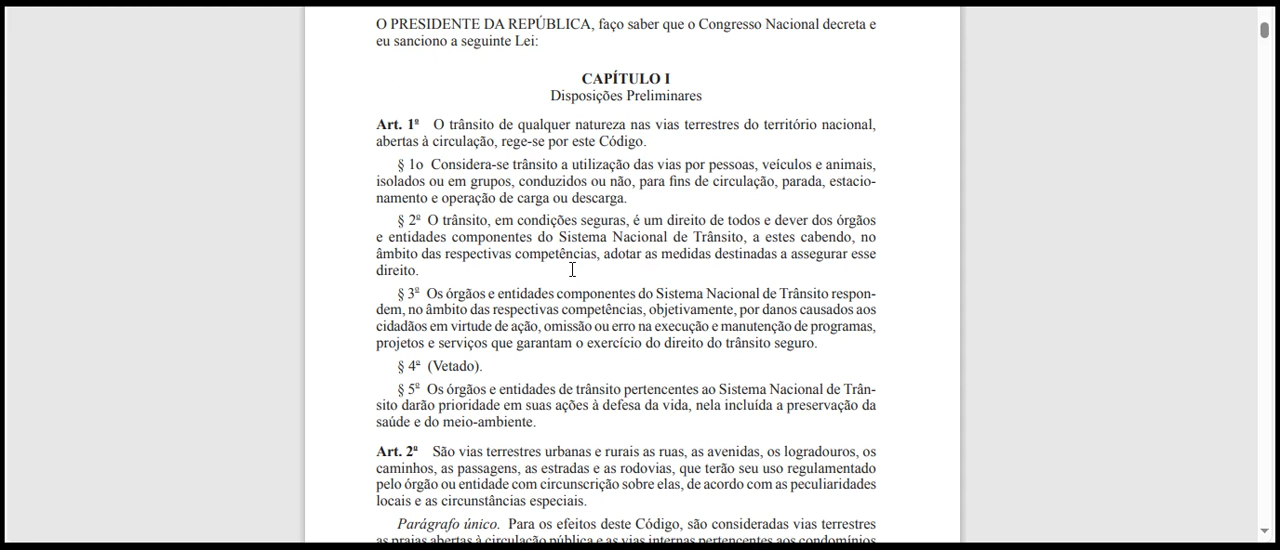 O PRESIDENTE DA REPÚBLICA, faço saber que o Congresso Nacional decreta e
eu sanciono a seguinte Lei:
CAPÍTULO I
Disposições Preliminares
Art. 1º O trânsito de qualquer natureza nas vias terrestres do território nacional,
abertas à circulação, rege-se por este Código.
§ 1o Considera-se trânsito a utilização das vias por pessoas, veículos e animais,
isolados ou em grupos, conduzidos ou não, para fins de circulação, parada, estacio-
namento e operação de carga ou descarga.
§ 2º O trânsito, em condições seguras, é um direito de todos e dever dos órgãos
e entidades componentes do Sistema Nacional de Trânsito, a estes cabendo, no
âmbito das respectivas competências, adotar as medidas destinadas a assegurar esse
direito.
§ 3º Os órgãos e entidades componentes do Sistema Nacional de Trânsito respon-
dem, no âmbito das respectivas competências, objetivamente, por danos causados aos
cidadãos em virtude de ação, omissão ou erro na execução e manutenção de programas,
projetos e serviços que garantam o exercício do direito do trânsito seguro.
§ 4º (Vetado).
§ 5º Os órgãos e entidades de trânsito pertencentes ao Sistema Nacional de Trân-
sito darão prioridade em suas ações à defesa da vida, nela incluída a preservação da
saúde e do meio-ambiente.
Art. 2º São vias terrestres urbanas e rurais as ruas, as avenidas, os logradouros, os
caminhos, as passagens, as estradas e as rodovias, que terão seu uso regulamentado
pelo órgão ou entidade com circunscrição sobre elas, de acordo com as peculiaridades
locais e as circunstâncias especiais.
Parágrafo único. Para os efeitos deste Código, são consideradas vias terrestres
as praias abertas à circulação pública e as vias internas pertencentes aos condomínios